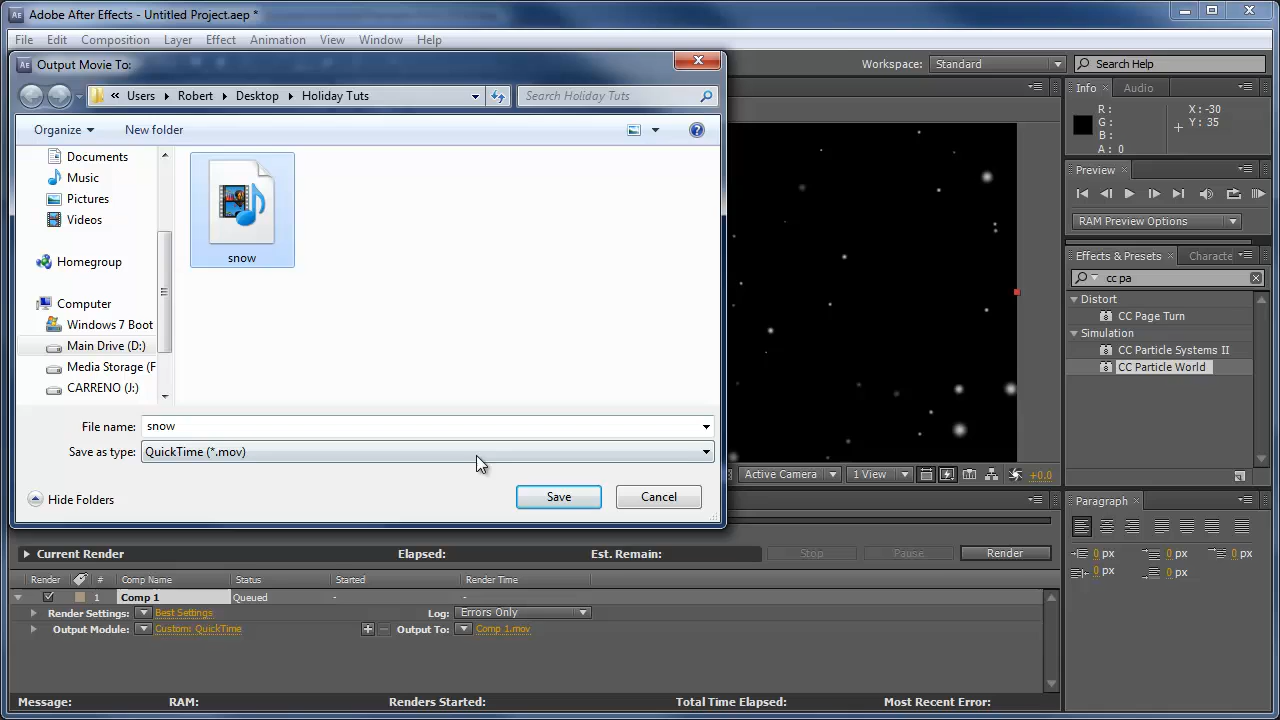 Adobe After Effects - Untitled Project.aep *
File Edit Composition Layer Effect Animation View Window Help
Output Movie To:
Workspace: Standard Search Help
« Users Robert Desktop Holiday Tuts Search Holiday Tuts
Organize New folder
Documents
Music
Pictures
Videos
Homegroup
Computer
Windows 7 Boot
Main Drive (D:)
Media Storage (F
CARRENO (J:)
snow
File name: snow
Save as type: QuickTime (*.mov)
Hide Folders Save Cancel
Info × Audio
R: X: -30
G: Y: 35
B:
A: 0
Preview ×
RAM Preview Options
Effects & Presets × Characte
cc pa
Distort
CC Page Turn
Simulation
CC Particle Systems II
CC Particle World
Active Camera 1 View +0.0
Paragraph ×
0 px 0 px 0 px
0 px 0 px
Current Render Elapsed: Est. Remain: Stop Pause Render
Render # Comp Name Status Started Render Time
1 Comp 1 Queued - -
Render Settings: Best Settings Log: Errors Only
Output Module: Custom: QuickTime Output To: Comp 1.mov
Message: RAM: Renders Started: Total Time Elapsed: Most Recent Error: